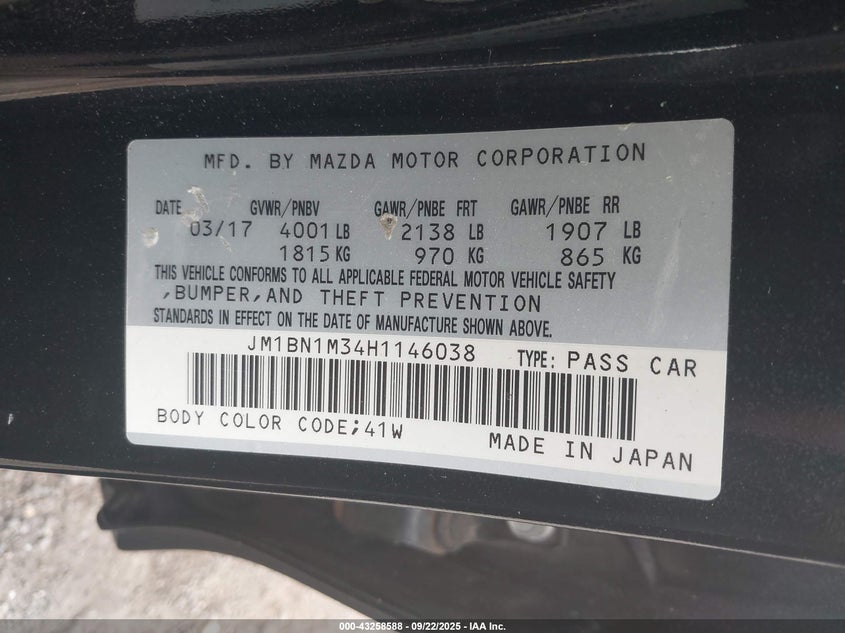 MFD. BY MAZDA MOTOR CORPORATION
DATE GVWR/PNBV GAWR/PNBE FRT GAWR/PNBE RR
03/17 4001 LB 2138 LB 1907 LB
1815 KG 970 KG 865 KG
THIS VEHICLE CONFORMS TO ALL APPLICABLE FEDERAL MOTOR VEHICLE SAFETY
,BUMPER,AND THEFT PREVENTION
STANDARDS IN EFFECT ON THE DATE OF MANUFACTURE SHOWN ABOVE.
JM1BN1M34H1146038 TYPE: PASS CAR
BODY COLOR CODE;41W
MADE IN JAPAN
000-43258588 - 09/22/2025 - IAA Inc.